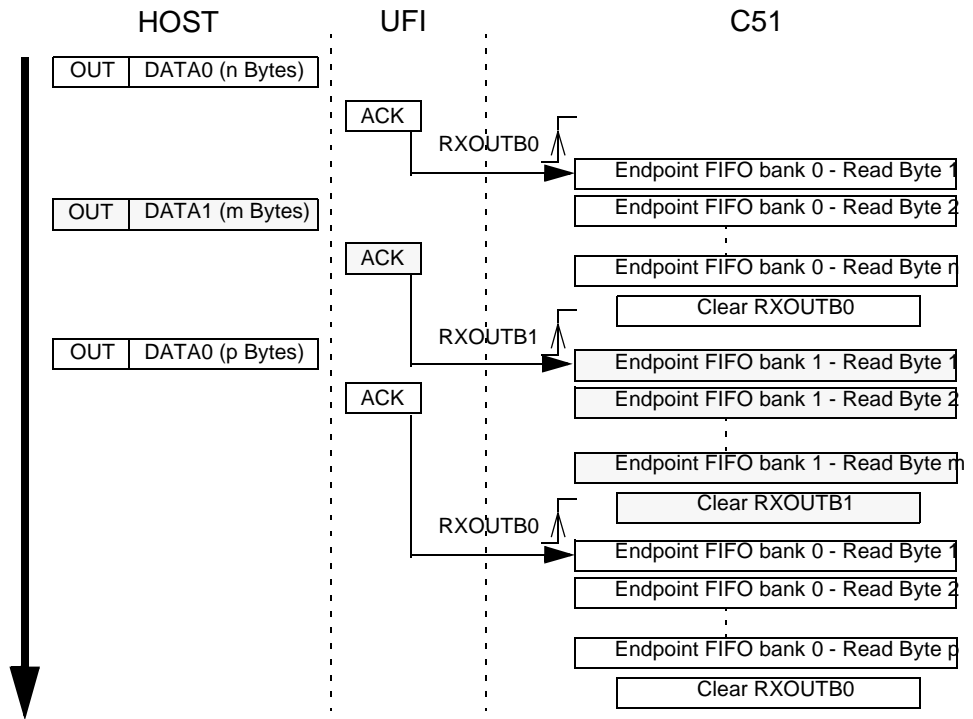 HOST UFI C51
OUT DATA0 (n Bytes)
ACK
RXOUTB0
Endpoint FIFO bank 0 - Read Byte 1
OUT DATA1 (m Bytes)
Endpoint FIFO bank 0 - Read Byte 2
ACK
Endpoint FIFO bank 0 - Read Byte n
Clear RXOUTB0
RXOUTB1
OUT DATA0 (p Bytes)
Endpoint FIFO bank 1 - Read Byte 1
ACK
Endpoint FIFO bank 1 - Read Byte 2
Endpoint FIFO bank 1 - Read Byte m
Clear RXOUTB1
RXOUTB0
Endpoint FIFO bank 0 - Read Byte 1
Endpoint FIFO bank 0 - Read Byte 2
Endpoint FIFO bank 0 - Read Byte p
Clear RXOUTB0